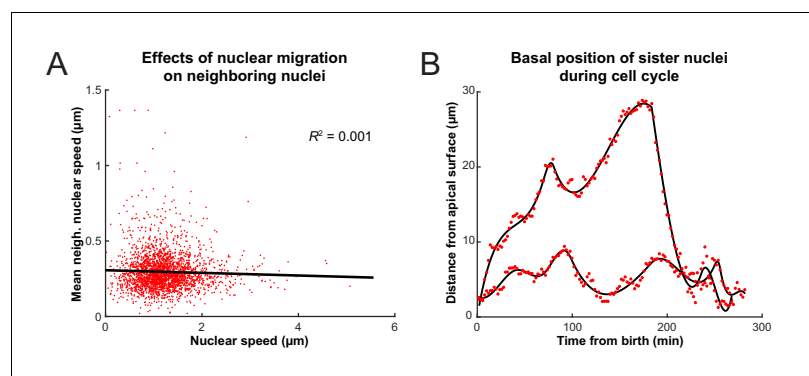 A
Effects of nuclear migration
on neighboring nuclei
Mean neigh. nuclear speed (μm)
1.5
1
0.5
0
R² = 0.001
0
2
4
6
Nuclear speed (μm)
B
Basal position of sister nuclei
during cell cycle
Distance from apical surface (μm)
30
20
10
0
0
100
200
300
Time from birth (min)